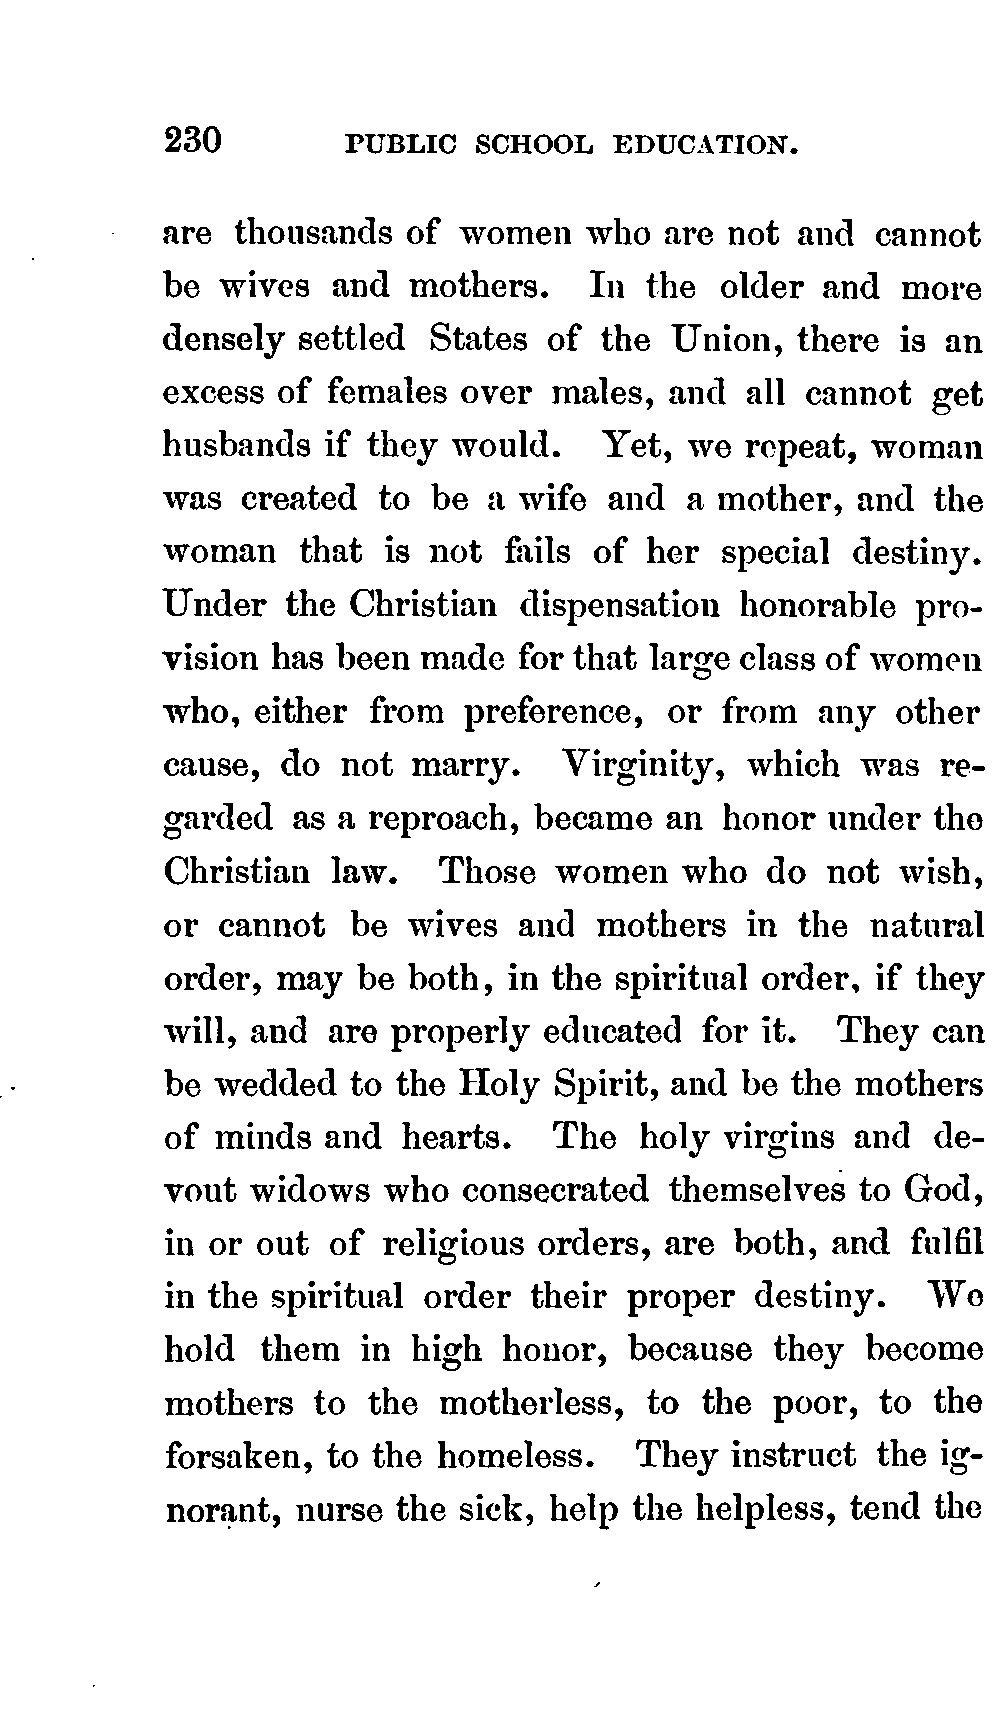 230 PUBLIC SCHOOL EDUCATION.
are thousands of women who are not and cannot
be wives and mothers. In the older and more
densely settled States of the Union, there is an
excess of females over males, and all cannot get
husbands if they would. Yet, we repeat, woman
was created to be a wife and a mother, and the
woman that is not fails of her special destiny.
Under the Christian dispensation honorable pro-
vision has been made for that large class of women
who, either from preference, or from any other
cause, do not marry. Virginity, which was re-
garded as a reproach, became an honor under the
Christian law. Those women who do not wish,
or cannot be wives and mothers in the natural
order, may be both, in the spiritual order, if they
will, and are properly educated for it. They can
be wedded to the Holy Spirit, and be the mothers
of minds and hearts. The holy virgins and de-
vout widows who consecrated themselves to God,
in or out of religious orders, are both, and fulfil
in the spiritual order their proper destiny. We
hold them in high honor, because they become
mothers to the motherless, to the poor, to the
forsaken, to the homeless. They instruct the ig-
norant, nurse the sick, help the helpless, tend the